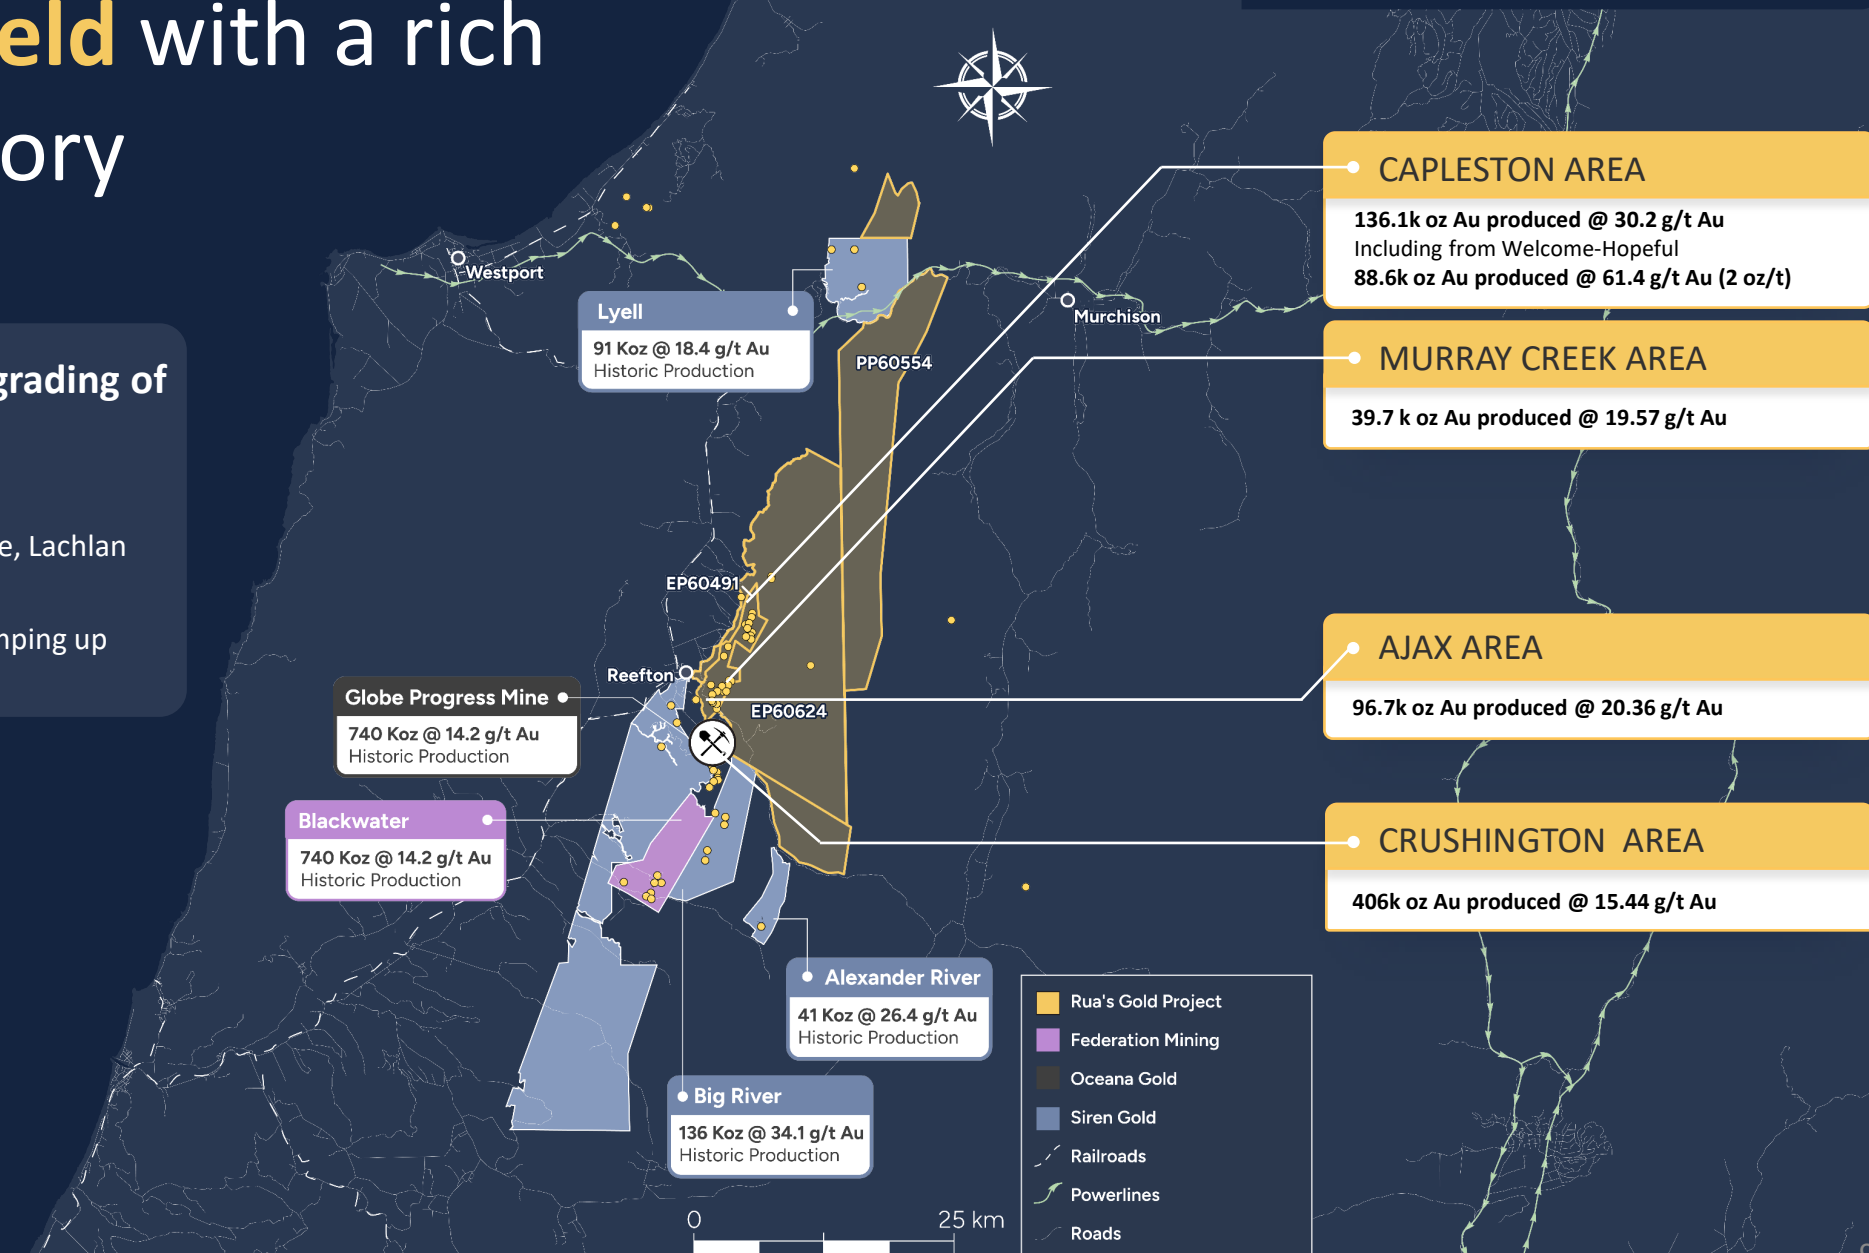 eld with a rich
ory
grading of
e, Lachlan
nping up
Westport
Lyell
91 Koz @ 18.4 g/t Au
Historic Production
Murchison
PP60554
EP60491
Reefton
EP60624
Globe Progress Mine
740 Koz @ 14.2 g/t Au
Historic Production
Blackwater
740 Koz @ 14.2 g/t Au
Historic Production
Alexander River
41 Koz @ 26.4 g/t Au
Historic Production
Big River
136 Koz @ 34.1 g/t Au
Historic Production
CAPLESTON AREA
136.1k oz Au produced @ 30.2 g/t Au
Including from Welcome-Hopeful
88.6k oz Au produced @ 61.4 g/t Au (2 oz/t)
MURRAY CREEK AREA
39.7 k oz Au produced @ 19.57 g/t Au
AJAX AREA
96.7k oz Au produced @ 20.36 g/t Au
CRUSHINGTON AREA
406k oz Au produced @ 15.44 g/t Au
Rua's Gold Project
Federation Mining
Oceana Gold
Siren Gold
Railroads
Powerlines
Roads
0 25 km